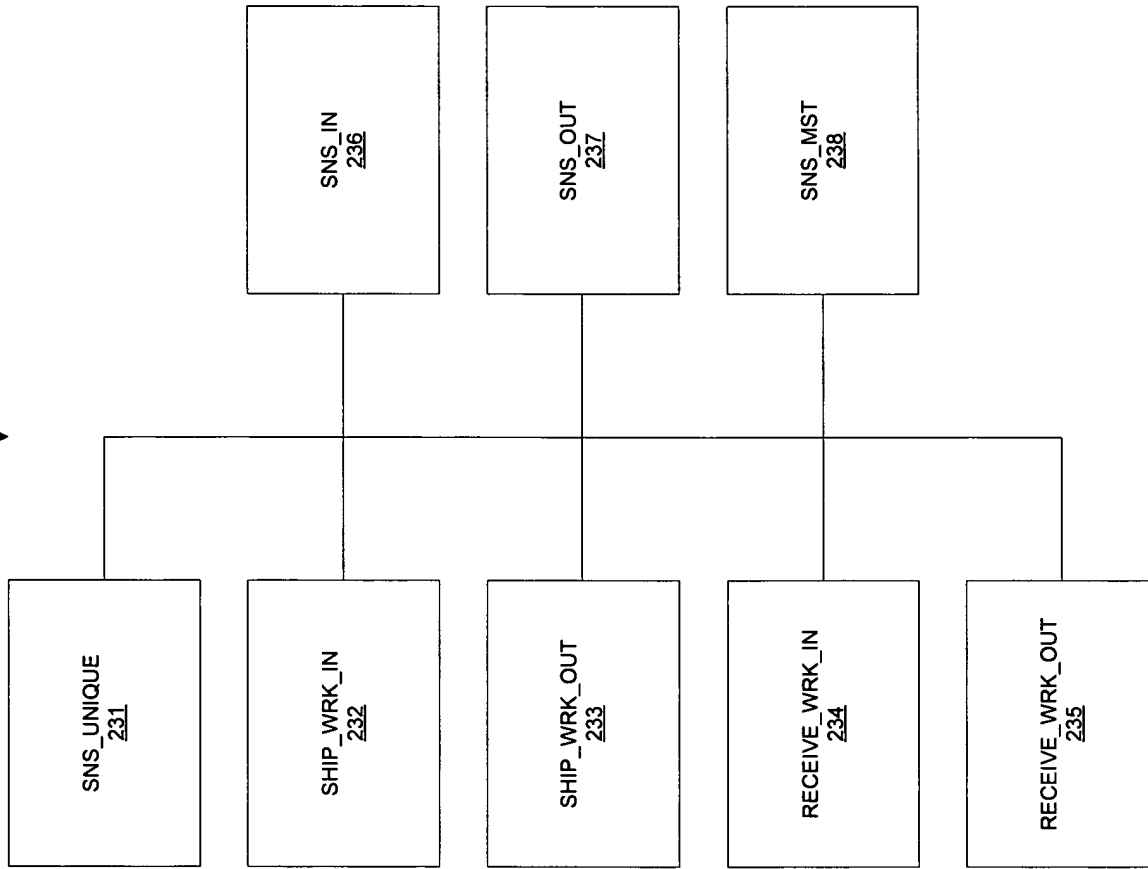 SNS_UNIQUE
231
SHIP_WRK_IN
232
SHIP_WRK_OUT
233
RECEIVE_WRK_IN
234
RECEIVE_WRK_OUT
235
SNS_IN
236
SNS_OUT
237
SNS_MST
238